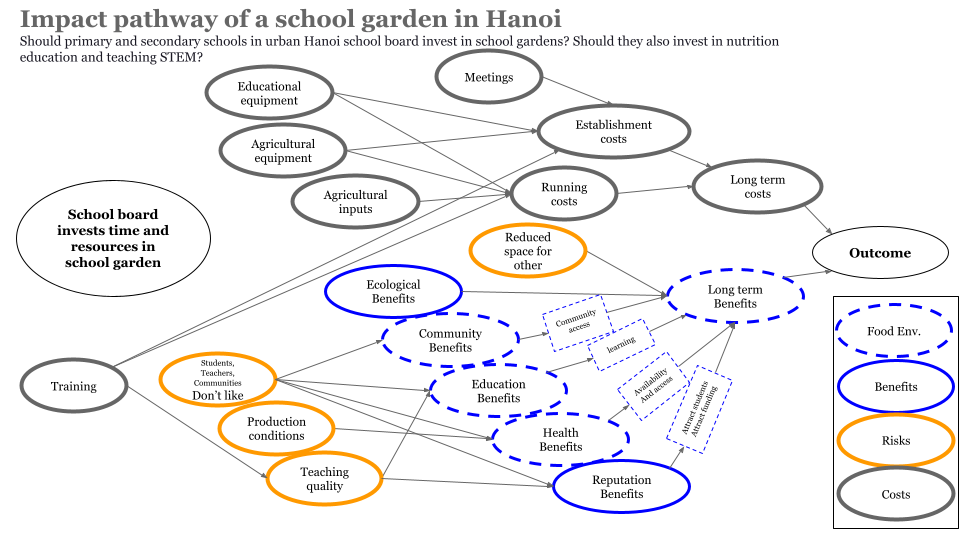 Impact pathway of a school garden in Hanoi
Should primary and secondary schools in urban Hanoi school board invest in school gardens? Should they also invest in nutrition
education and teaching STEM?
Meetings
Educational
equipment
Establishment
costs
Agricultural
equipment
Agricultural
inputs
Running
costs
Long term
costs
School board
invests time and
resources in
school garden
Reduced
space for
other
Outcome
Ecological
Benefits
Long term
Benefits
Community
access
Community
Benefits
learning
Food Env.
Students,
Teachers,
Communities
Don't like
Training
Education
Benefits
Availability
And access
Benefits
Attract students
Attract funding
Production
conditions
Health
Benefits
Risks
Teaching
quality
Reputation
Benefits
Costs